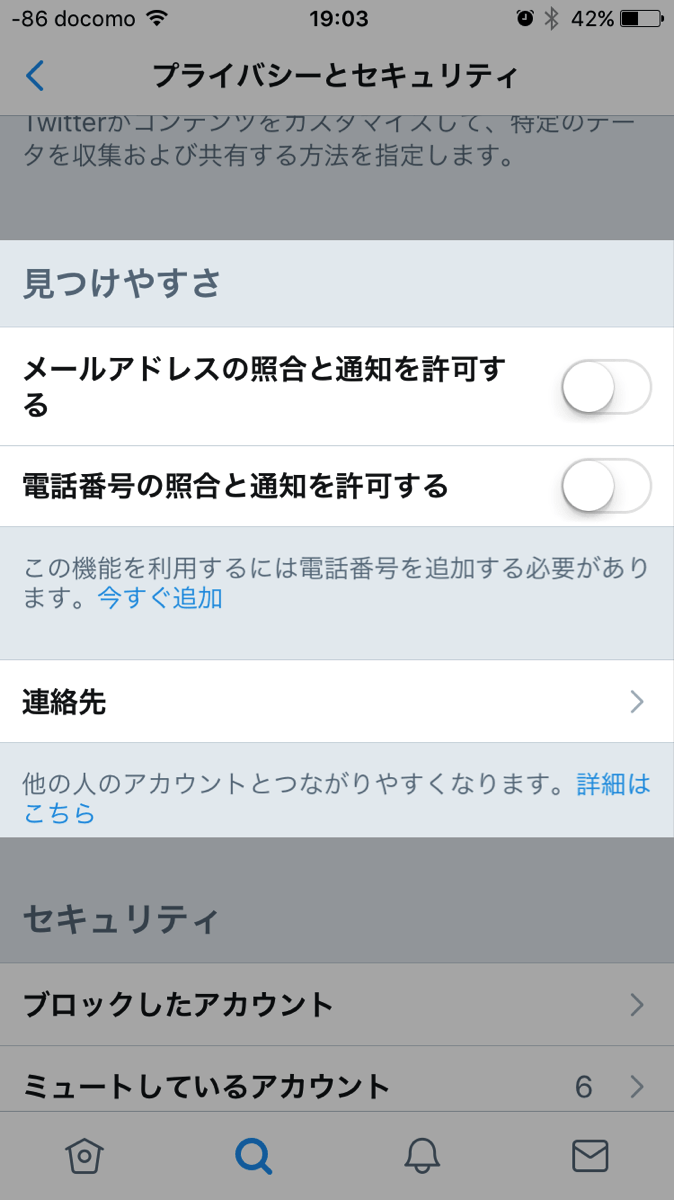 -86 docomo 19:03 42%
プライバシーとセキュリティ
Twitterがコンテンツをカスタマイズして、特定のデー
タを収集および共有する方法を指定します。
見つけやすさ
メールアドレスの照合と通知を許可す
る
電話番号の照合と通知を許可する
この機能を利用するには電話番号を追加する必要があり
ます。今すぐ追加
連絡先
他の人のアカウントとつながりやすくなります。詳細は
こちら
セキュリティ
ブロックしたアカウント
ミュートしているアカウント 6